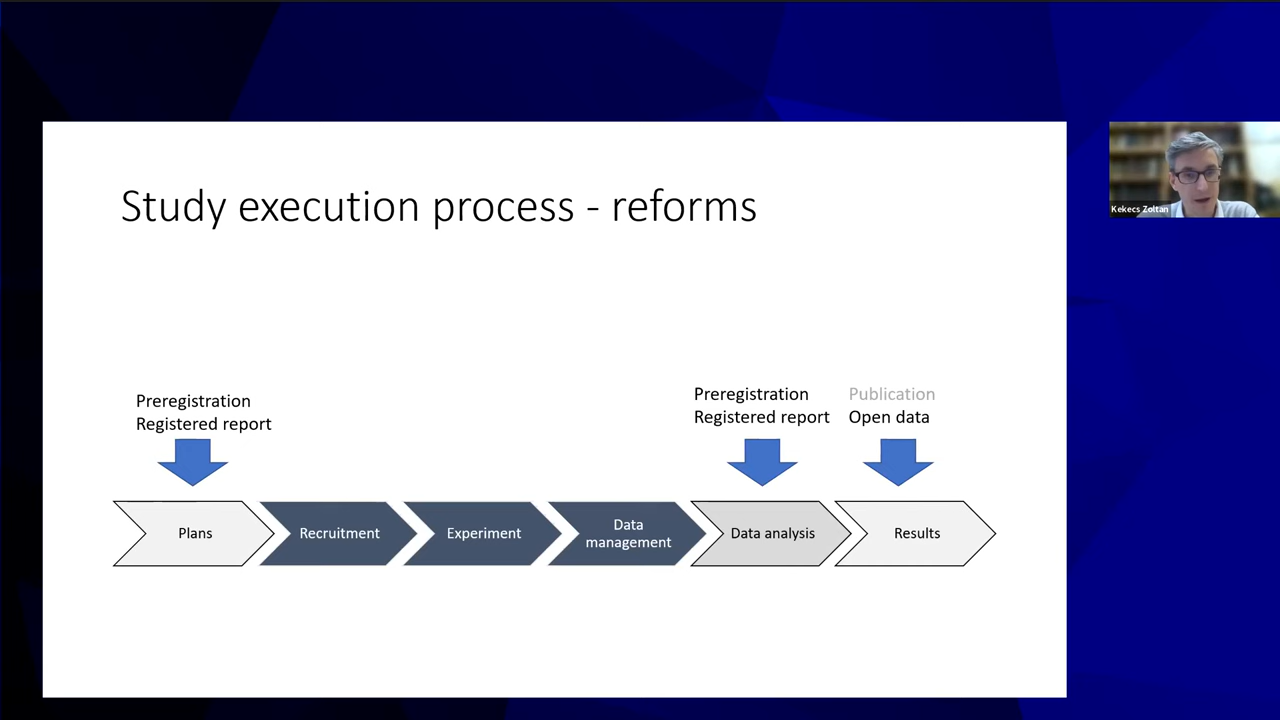 Study execution process - reforms
Kekecs Zoltan
Preregistration
Registered report
Preregistration
Registered report
Publication
Open data
Plans
Recruitment
Experiment
Data
management
Data analysis
Results